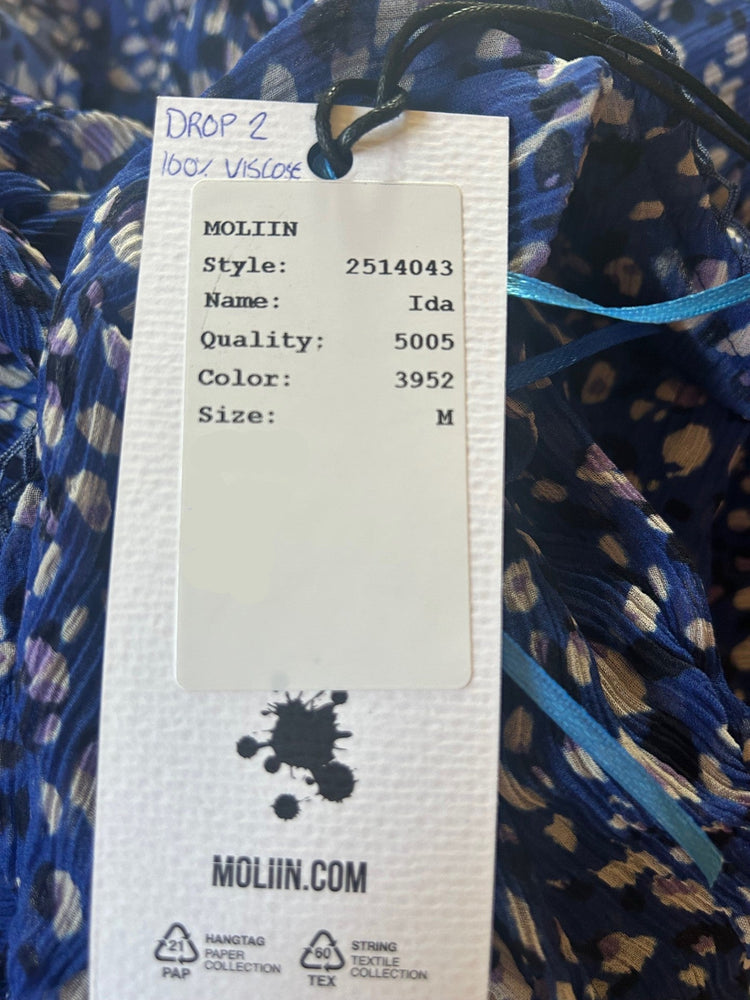 DROP 2
100% VISCOSE
MOLIIN
Style: 2514043
Name: Ida
Quality: 5005
Color: 3952
Size: M
MOLIIN.COM
21
PAP
HANGTAG
PAPER
COLLECTION
60
TEX
STRING
TEXTILE
COLLECTION